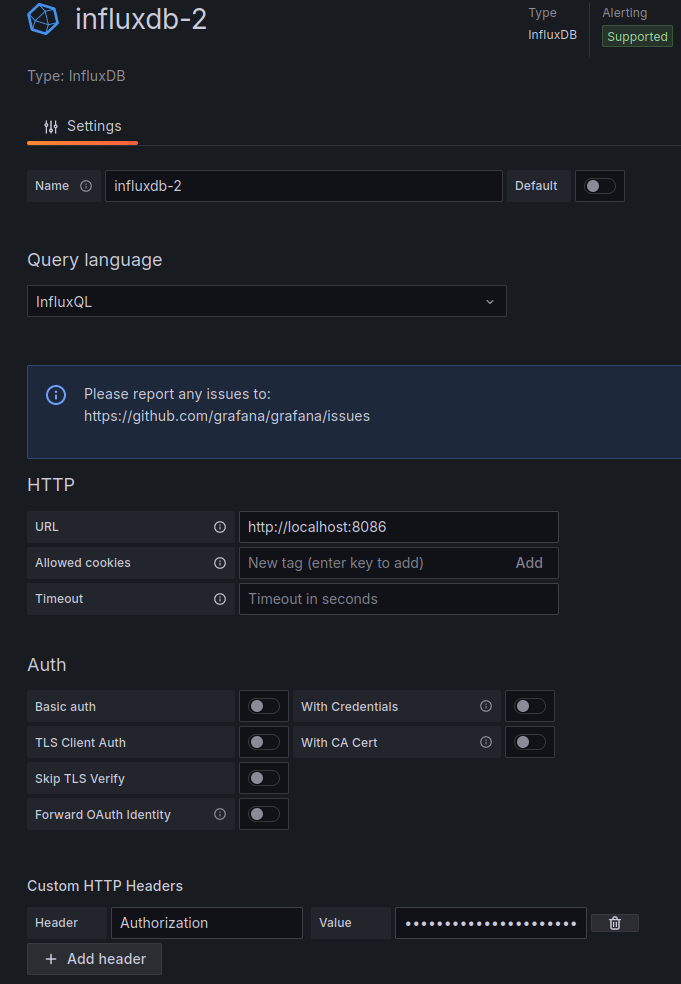 influxdb-2
Type
Alerting
InfluxDB
Supported
Type: InfluxDB
Settings
Name
influxdb-2
Default
Query language
InfluxQL
Please report any issues to:
https://github.com/grafana/grafana/issues
HTTP
URL
http://localhost:8086
Allowed cookies
New tag (enter key to add)
Add
Timeout
Timeout in seconds
Auth
Basic auth
With Credentials
TLS Client Auth
With CA Cert
Skip TLS Verify
Forward OAuth Identity
Custom HTTP Headers
Header
Authorization
Value
••••••••••••••••••••••
Add header